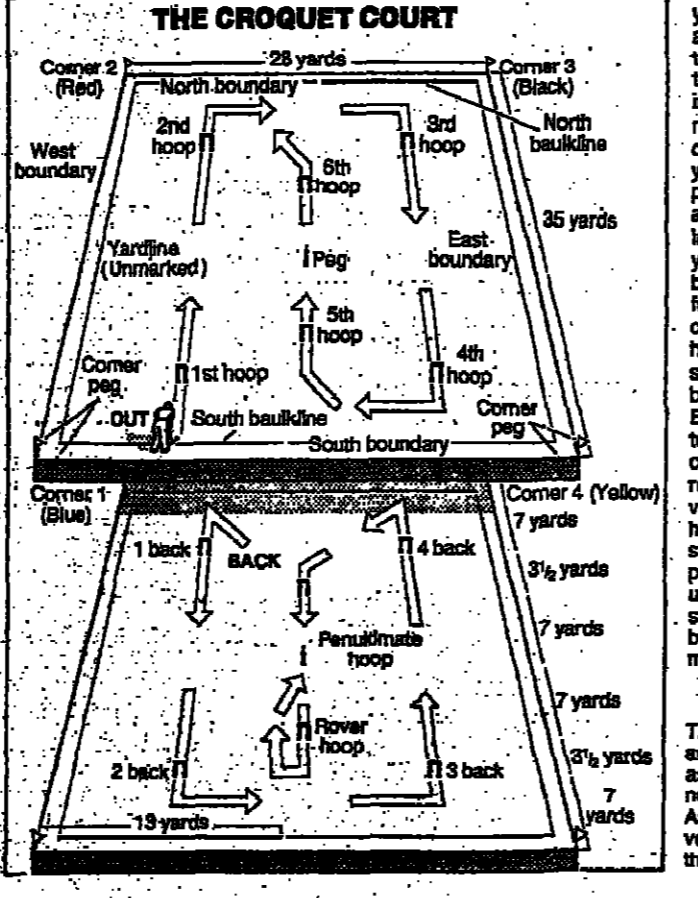 THE CROQUET COURT
Corner 2
(Red)
28 yards
Corner 3
(Black)
North boundary
2nd
hoop
3rd
hoop
North
baulkline
West
boundary
6th
hoop
35 yards
Yardline
(Unmarked)
Peg
East
boundary
5th
hoop
Corner
peg
1st hoop
4th
hoop
OUT
South baulkline
Corner
peg
South boundary
Corner 1
(Blue)
Corner 4 (Yellow)
7 yards
1 back
BACK
4 back
3½ yards
Penultimate
hoop
7 yards
7 yards
Rover
hoop
2 back
3 back
3½ yards
7
yards
13 yards